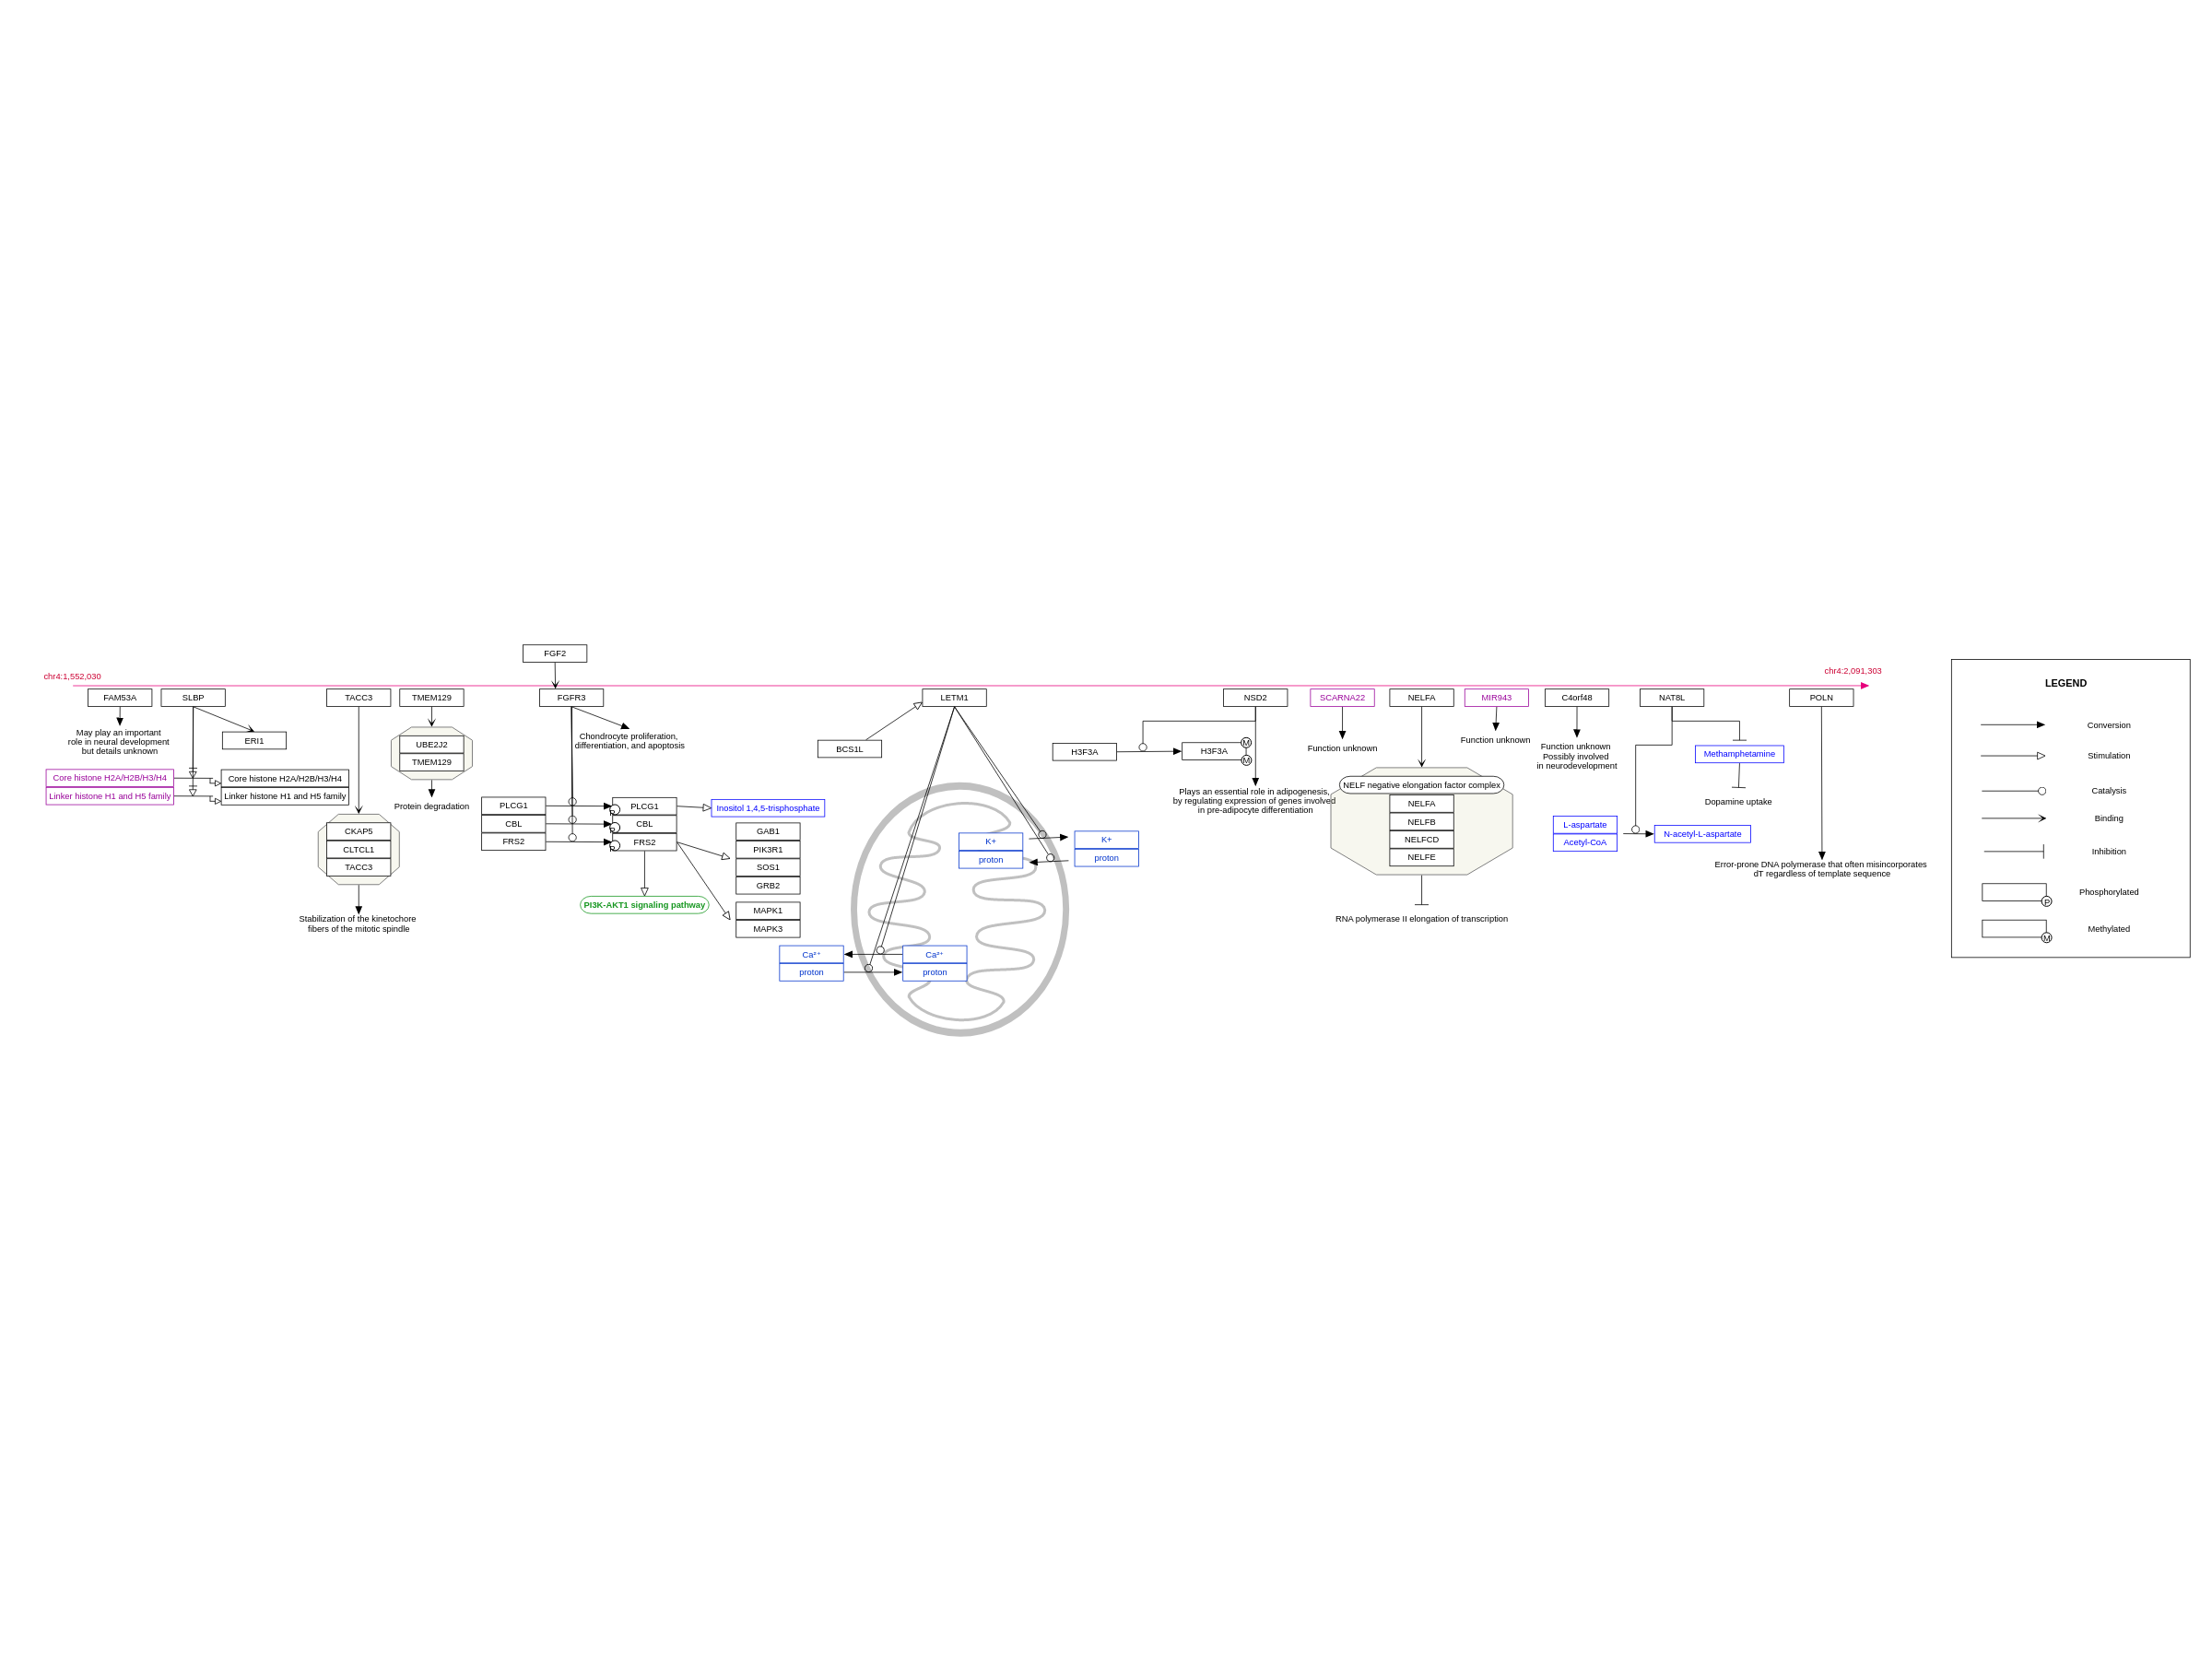 FGF2
chr4:1,552,030
chr4:2,091,303
FAM53A
SLBP
TACC3
TMEM129
FGFR3
LETM1
NSD2
SCARNA22
NELFA
MIR943
C4orf48
NAT8L
POLN
May play an important
role in neural development
but details unknown
ERI1
Core histone H2A/H2B/H3/H4
Linker histone H1 and H5 family
Core histone H2A/H2B/H3/H4
Linker histone H1 and H5 family
CKAP5
CLTCL1
TACC3
Stabilization of the kinetochore
fibers of the mitotic spindle
UBE2J2
TMEM129
Protein degradation
Chondrocyte proliferation,
differentiation, and apoptosis
PLCG1
CBL
FRS2
PLCG1
P
CBL
P
FRS2
P
Inositol 1,4,5-trisphosphate
GAB1
PIK3R1
SOS1
GRB2
MAPK1
MAPK3
PI3K-AKT1 signaling pathway
BCS1L
K+
proton
K+
proton
Ca²⁺
proton
Ca²⁺
proton
H3F3A
H3F3A
M
M
Plays an essential role in adipogenesis,
by regulating expression of genes involved
in pre-adipocyte differentiation
Function unknown
NELF negative elongation factor complex
NELFA
NELFB
NELFCD
NELFE
RNA polymerase II elongation of transcription
Function unknown
Function unknown
Possibly involved
in neurodevelopment
Methamphetamine
Dopamine uptake
L-aspartate
Acetyl-CoA
N-acetyl-L-aspartate
Error-prone DNA polymerase that often misincorporates
dT regardless of template sequence
LEGEND
Conversion
Stimulation
Catalysis
Binding
Inhibition
Phosphorylated
P
Methylated
M